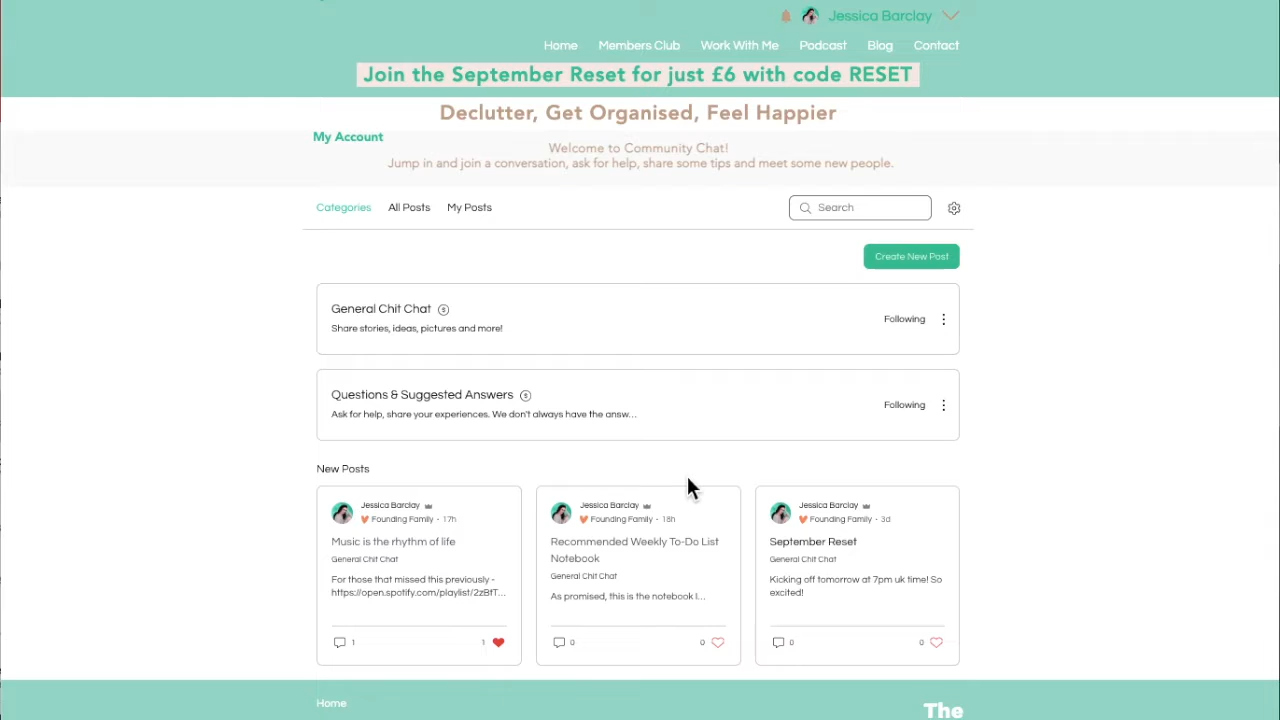 Jessica Barclay
Home Members Club Work With Me Podcast Blog Contact
Join the September Reset for just £6 with code RESET
Declutter, Get Organised, Feel Happier
My Account
Welcome to Community Chat!
Jump in and join a conversation, ask for help, share some tips and meet some new people.
Categories All Posts My Posts
Search
Create New Post
General Chit Chat
Share stories, ideas, pictures and more!
Following
Questions & Suggested Answers
Ask for help, share your experiences. We don't always have the answ...
Following
New Posts
Jessica Barclay
Founding Family · 17h
Music is the rhythm of life
General Chit Chat
For those that missed this previously -
https://open.spotify.com/playlist/2zBfT...
1 1
Jessica Barclay
Founding Family · 18h
Recommended Weekly To-Do List
Notebook
General Chit Chat
As promised, this is the notebook I...
0 0
Jessica Barclay
Founding Family · 3d
September Reset
General Chit Chat
Kicking off tomorrow at 7pm uk time! So
excited!
0 0
Home
The